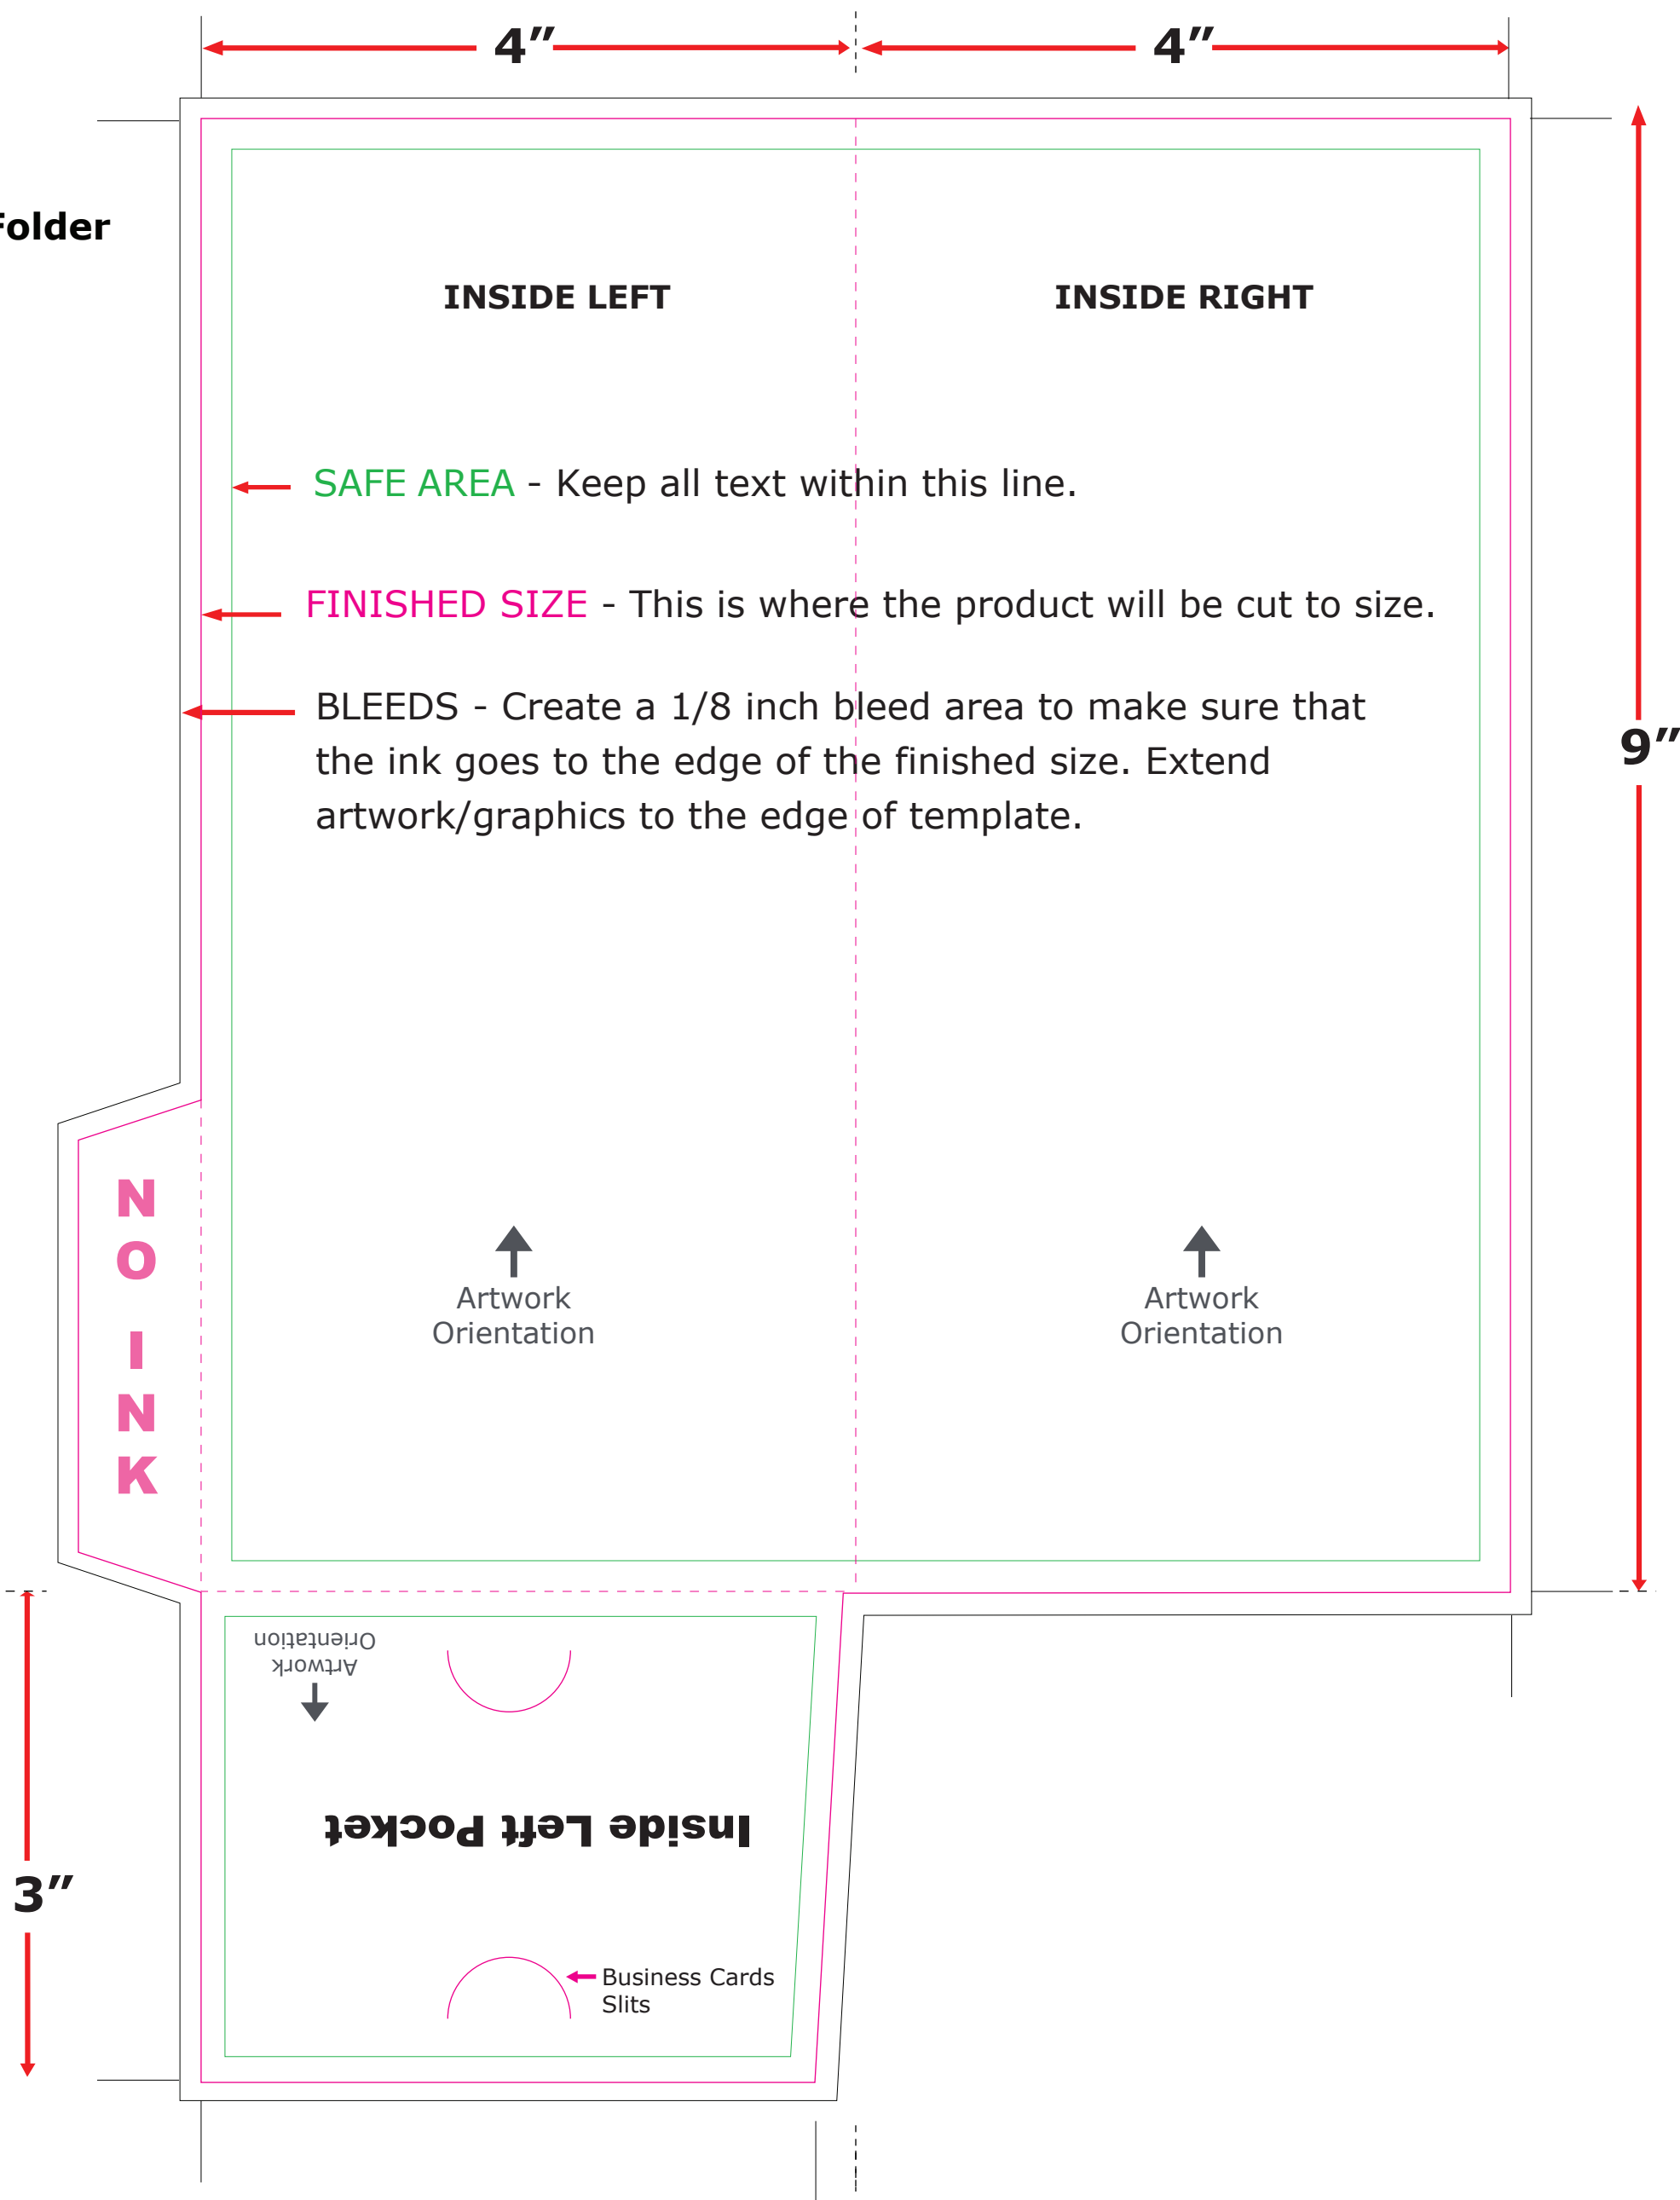 4” 4”
Folder
INSIDE LEFT INSIDE RIGHT
SAFE AREA - Keep all text within this line.
FINISHED SIZE - This is where the product will be cut to size.
BLEEDS - Create a 1/8 inch bleed area to make sure that
the ink goes to the edge of the finished size. Extend
artwork/graphics to the edge of template.
9”
NO INK
Artwork
Orientation
Artwork
Orientation
Artwork
Orientation
Inside Left Pocket
3”
Business Cards
Slits